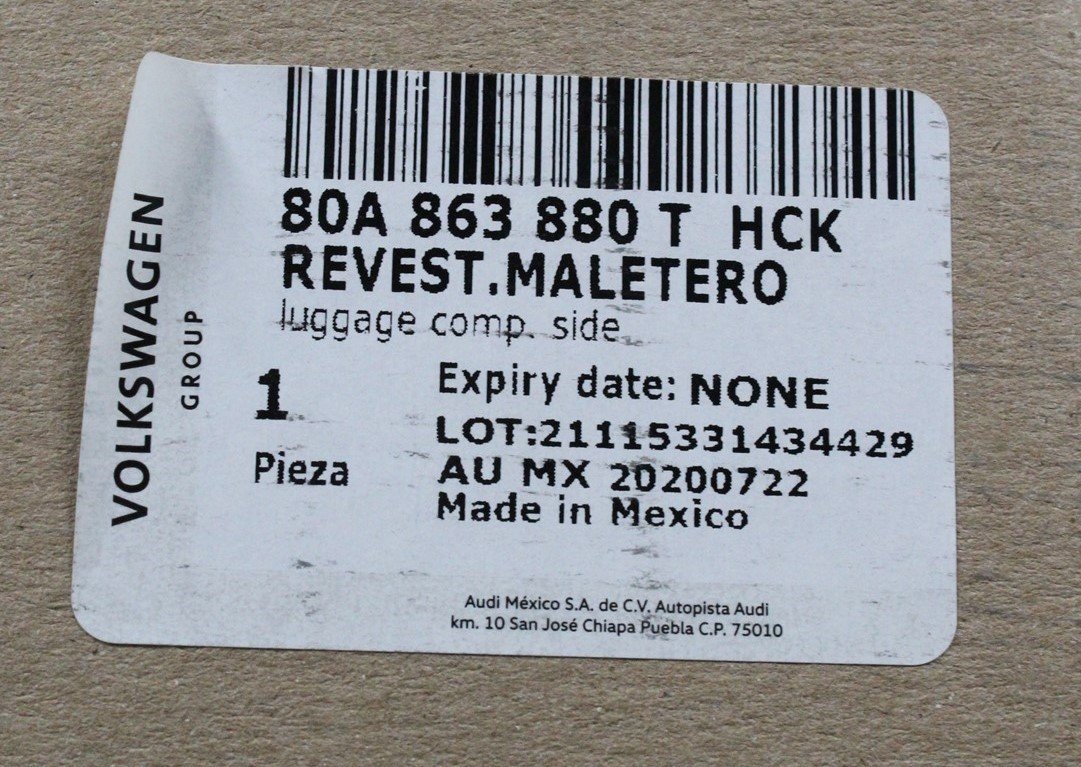 VOLKSWAGEN
GROUP
80A 863 880 T HCK
REVEST.MALETERO
luggage comp. side
1
Pieza
Expiry date: NONE
LOT:211115331434429
AU MX 20200722
Made in Mexico
Audi México S.A. de C.V. Autopista Audi
km. 10 San José Chiapa Puebla C.P. 75010